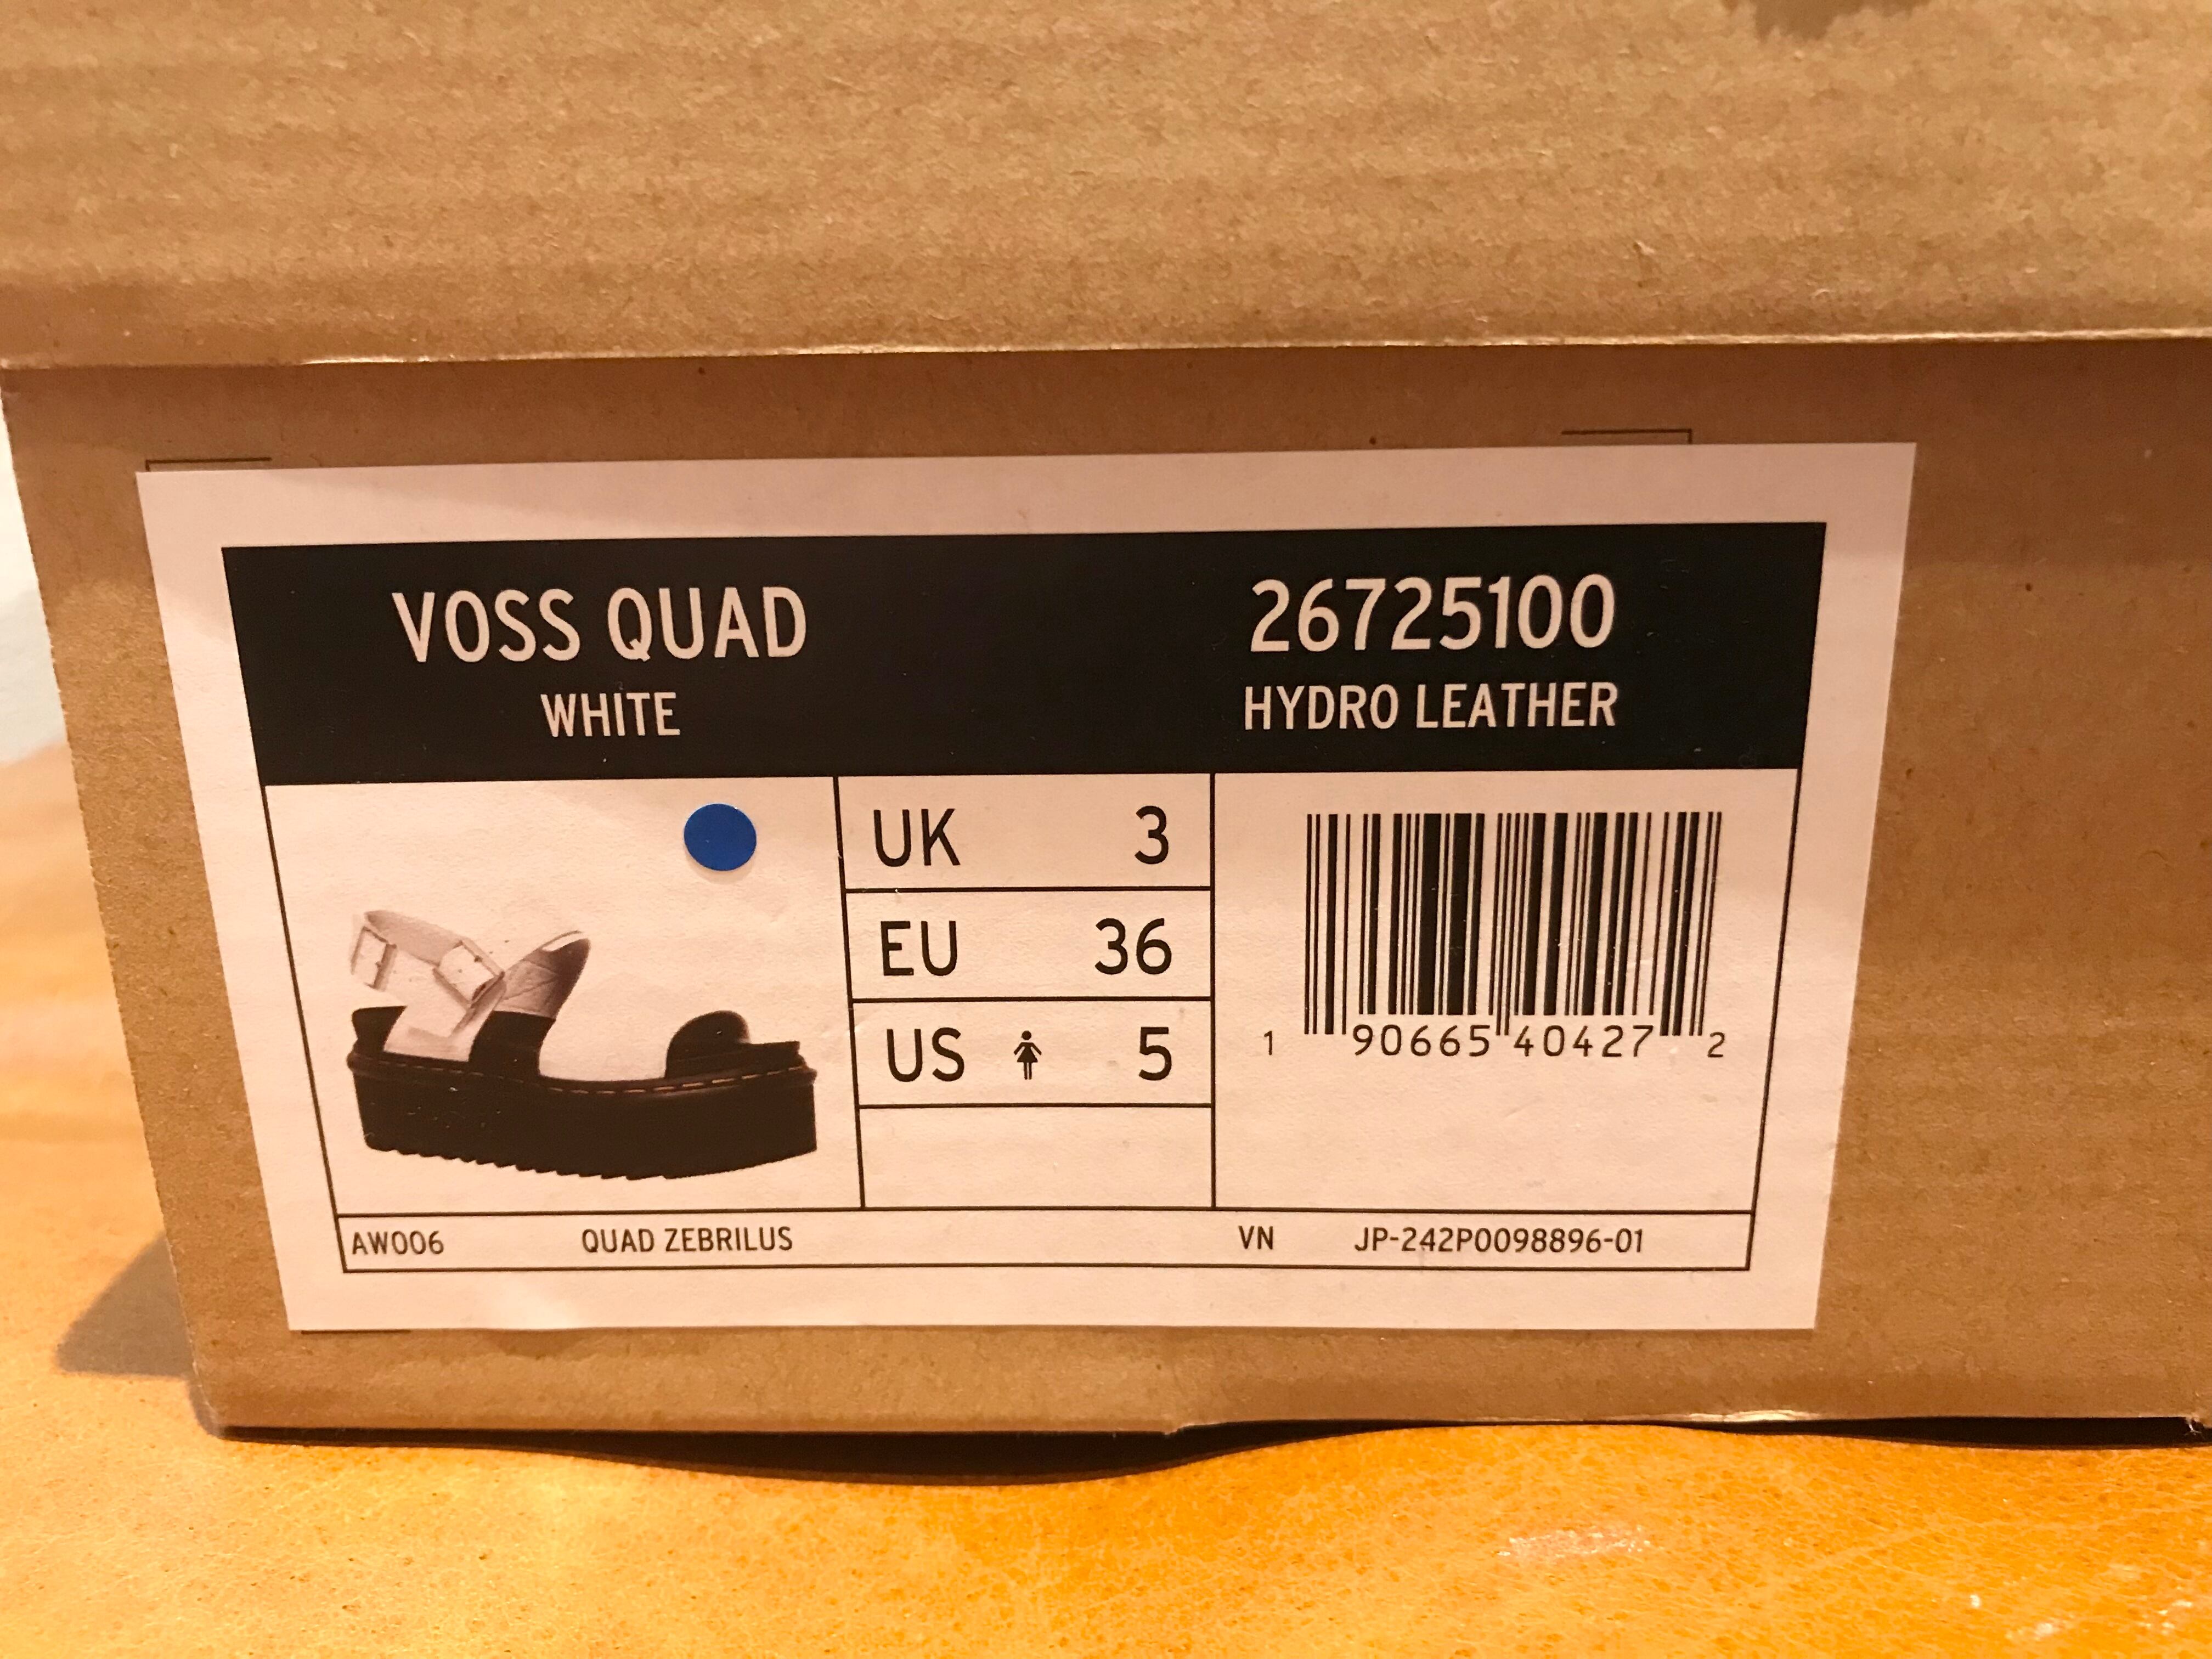 VOSS QUAD
WHITE
26725100
HYDRO LEATHER
UK 3
EU 36
US 5
1 90665 40427 2
AW006 QUAD ZEBRILUS VN JP-242P0098896-01